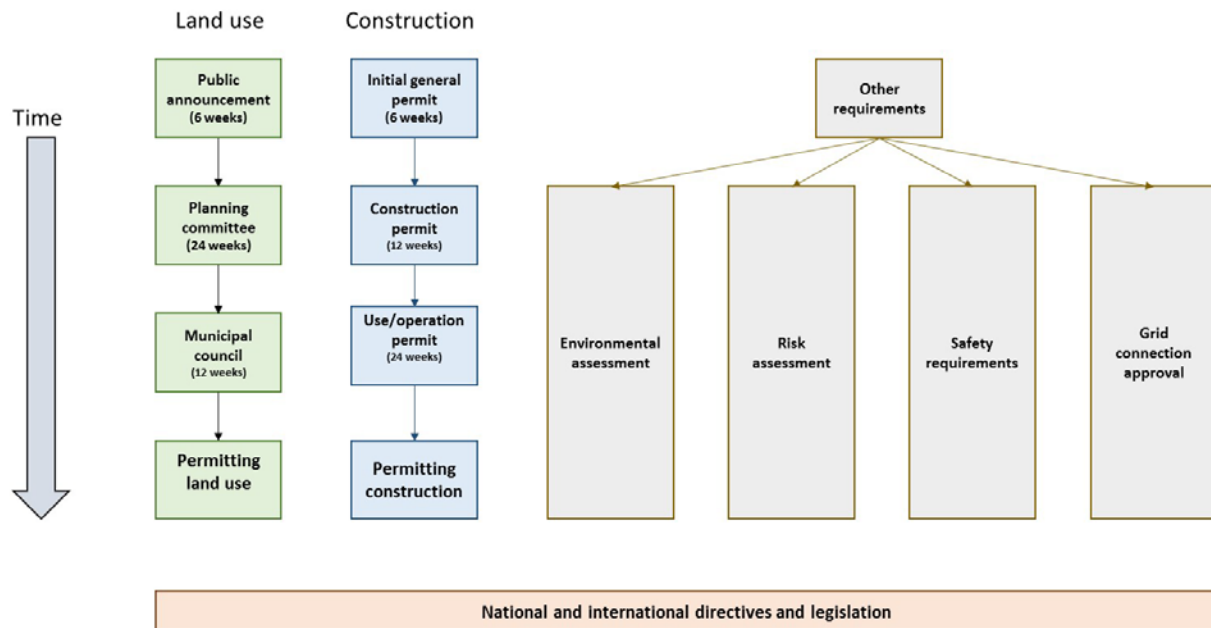 Land use
Construction
Time
Public
announcement
(6 weeks)
Initial general
permit
(6 weeks)
Other
requirements
Planning
committee
(24 weeks)
Construction
permit
(12 weeks)
Municipal
council
(12 weeks)
Use/operation
permit
(24 weeks)
Environmental
assessment
Risk
assessment
Safety
requirements
Grid
connection
approval
Permitting
land use
Permitting
construction
National and international directives and legislation